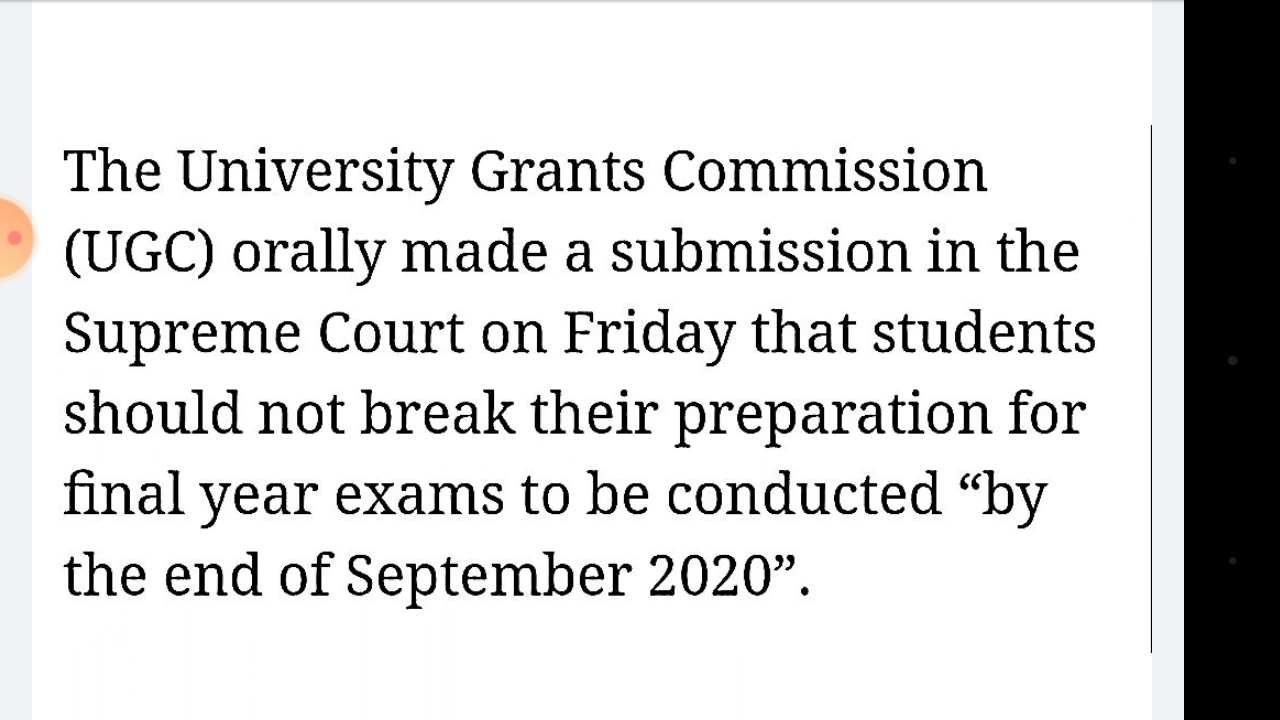 The University Grants Commission
(UGC) orally made a submission in the
Supreme Court on Friday that students
should not break their preparation for
final year exams to be conducted “by
the end of September 2020”.